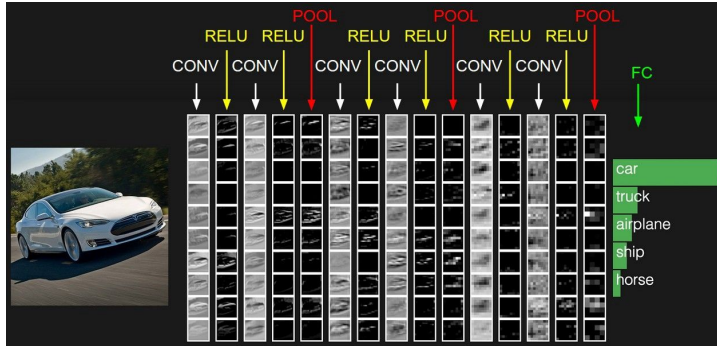 POOL POOL POOL
RELU RELU RELU RELU RELU RELU
CONV CONV CONV CONV CONV CONV
FC
car
truck
airplane
ship
horse